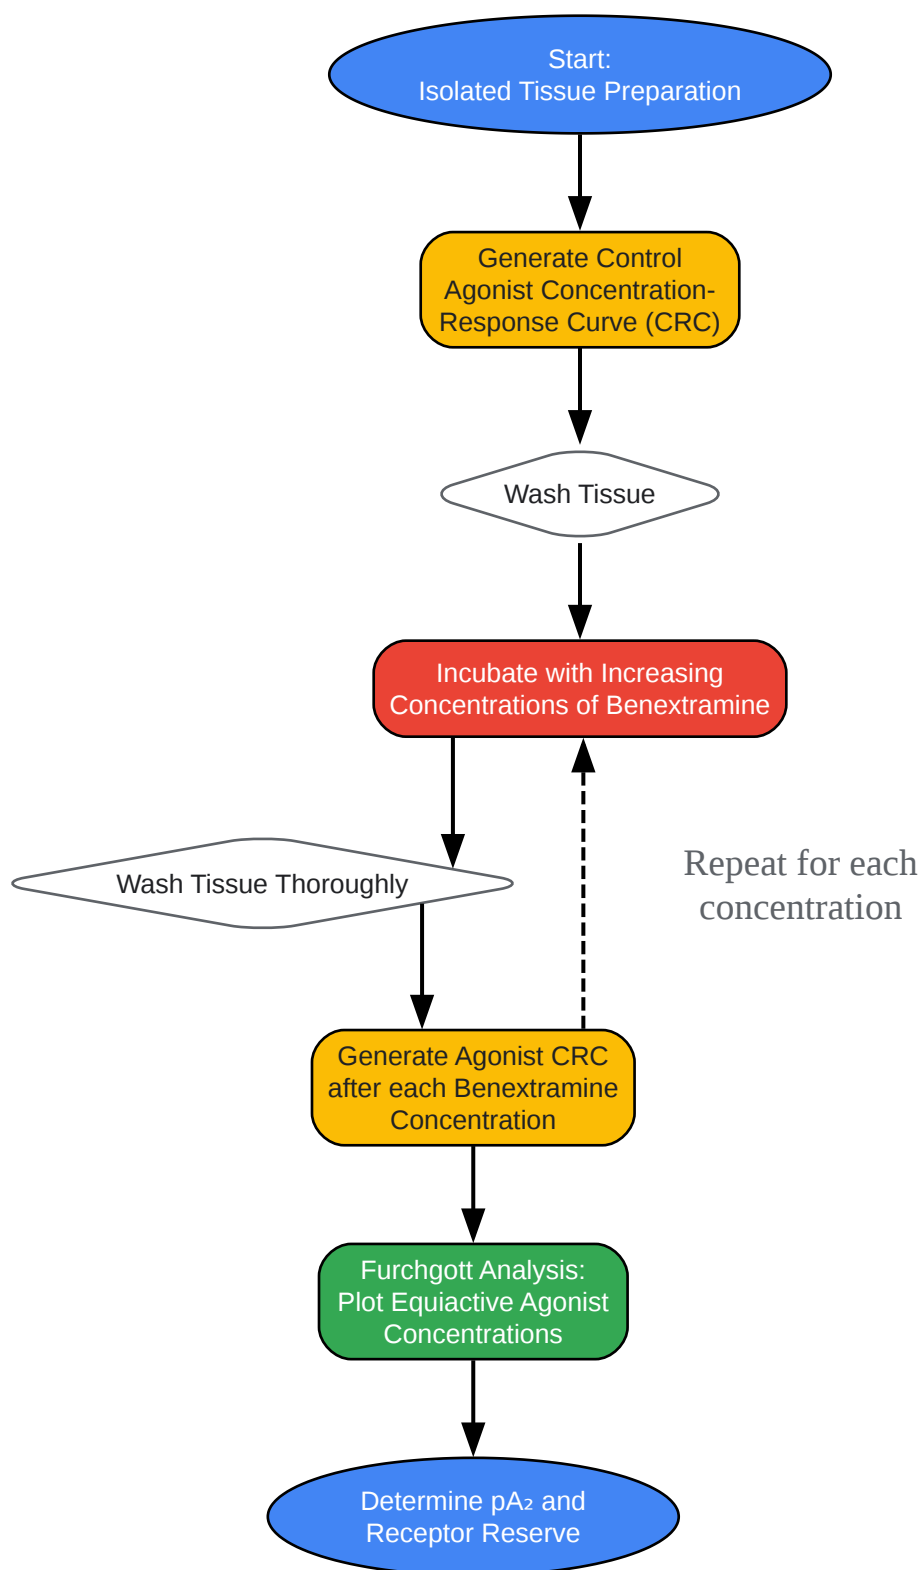 Start:
Isolated Tissue Preparation
Generate Control
Agonist Concentration-
Response Curve (CRC)
Wash Tissue
Incubate with Increasing
Concentrations of Benextramine
Wash Tissue Thoroughly
Repeat for each
concentration
Generate Agonist CRC
after each Benextramine
Concentration
Furchgott Analysis:
Plot Equiactive Agonist
Concentrations
Determine pA₂ and
Receptor Reserve